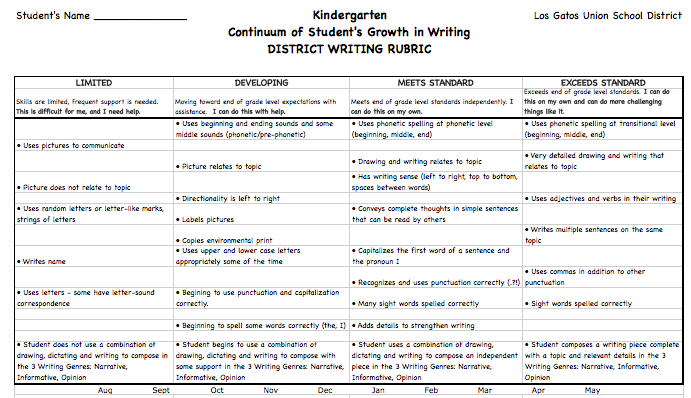 Student's Name _______________ Kindergarten Los Gatos Union School District
Continuum of Student's Growth in Writing
DISTRICT WRITING RUBRIC
LIMITED DEVELOPING MEETS STANDARD EXCEEDS STANDARD
Skills are limited, frequent support is needed.
This is difficult for me, and I need help.
Moving toward end of grade level expectations with
assistance. I can do this with help.
Meets end of grade level standards independently. I
can do this on my own.
Exceeds end of grade level standards. I can do
this on my own and can do more challenging
things like it.
• Uses beginning and ending sounds and some
middle sounds (phonetic/pre-phonetic)
• Uses phonetic spelling at phonetic level
(beginning, middle, end)
• Uses phonetic spelling at transitional level
(beginning, middle, end)
• Uses pictures to communicate
• Picture relates to topic
• Drawing and writing relates to topic
• Very detailed drawing and writing that
relates to topic
• Picture does not relate to topic
• Has writing sense (left to right, top to bottom,
spaces between words)
• Directionality is left to right
• Uses adjectives and verbs in their writing
• Uses random letters or letter-like marks,
strings of letters
• Labels pictures
• Conveys complete thoughts in simple sentences
that can be read by others
• Copies environmental print
• Writes multiple sentences on the same
topic
• Writes name
• Uses upper and lower case letters
appropriately some of the time
• Capitalizes the first word of a sentence and
the pronoun I
• Recognizes and uses punctuation correctly (.?!)
• Uses commas in addition to other
punctuation
• Uses letters - some have letter-sound
correspondence
• Begining to use punctuation and capitalization
correctly.
• Many sight words spelled correctly
• Sight words spelled correctly
• Beginning to spell some words correctly (the, I)
• Adds details to strengthen writing
• Student does not use a combination of
drawing, dictating and writing to compose in
the 3 Writing Genres: Narrative,
Informative, Opinion
• Student begins to use a combination of
drawing, dictating and writing to compose with
some support in the 3 Writing Genres: Narrative,
Informative, Opinion
• Student uses a combination of drawing,
dictating and writing to compose an independent
piece in the 3 Writing Genres: Narrative,
Informative, Opinion
• Student composes a writing piece complete
with a topic and relevant details in the 3
Writing Genres: Narrative, Informative,
Opinion
Aug Sept Oct Nov Dec Jan Feb Mar Apr May